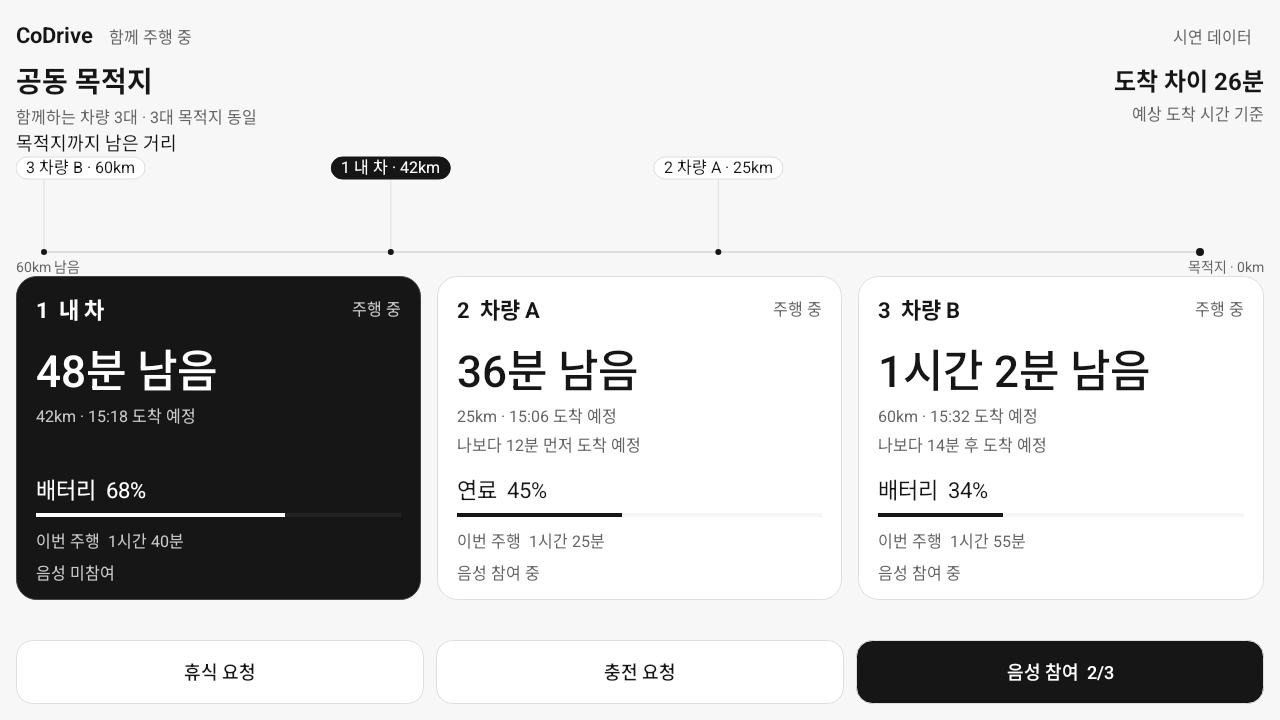 CoDrive 함께 주행 중
시연 데이터
공동 목적지
도착 차이 26분
함께하는 차량 3대 · 3대 목적지 동일
예상 도착 시간 기준
목적지까지 남은 거리
3 차량 B · 60km
1 내 차 · 42km
2 차량 A · 25km
60km 남음
목적지 · 0km
1 내 차
주행 중
48분 남음
42km · 15:18 도착 예정
배터리 68%
이번 주행 1시간 40분
음성 미참여
2 차량 A
주행 중
36분 남음
25km · 15:06 도착 예정
나보다 12분 먼저 도착 예정
연료 45%
이번 주행 1시간 25분
음성 참여 중
3 차량 B
주행 중
1시간 2분 남음
60km · 15:32 도착 예정
나보다 14분 후 도착 예정
배터리 34%
이번 주행 1시간 55분
음성 참여 중
휴식 요청
충전 요청
음성 참여 2/3